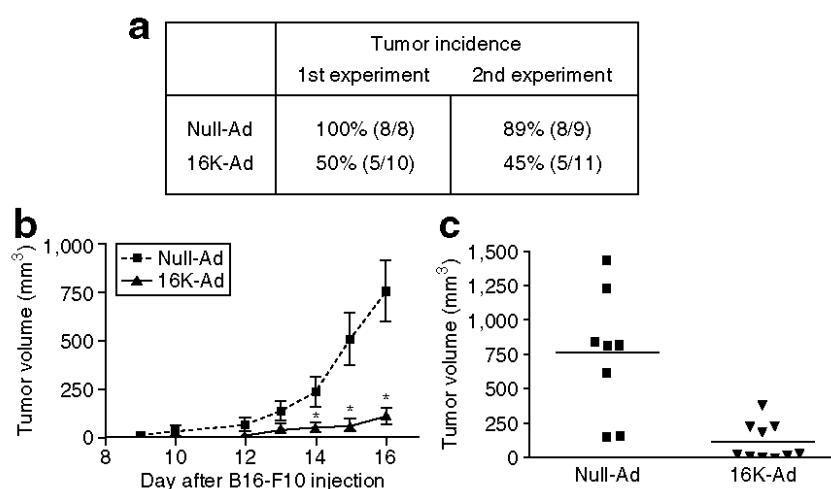 a
Tumor incidence
1st experiment 2nd experiment
Null-Ad 100% (8/8) 89% (8/9)
16K-Ad 50% (5/10) 45% (5/11)
b
Tumor volume (mm3)
1,000
750
500
250
0
Null-Ad
16K-Ad
* * *
8 10 12 14 16
Day after B16-F10 injection
c
Tumor volume (mm3)
1,500
1,250
1,000
750
500
250
0
Null-Ad 16K-Ad